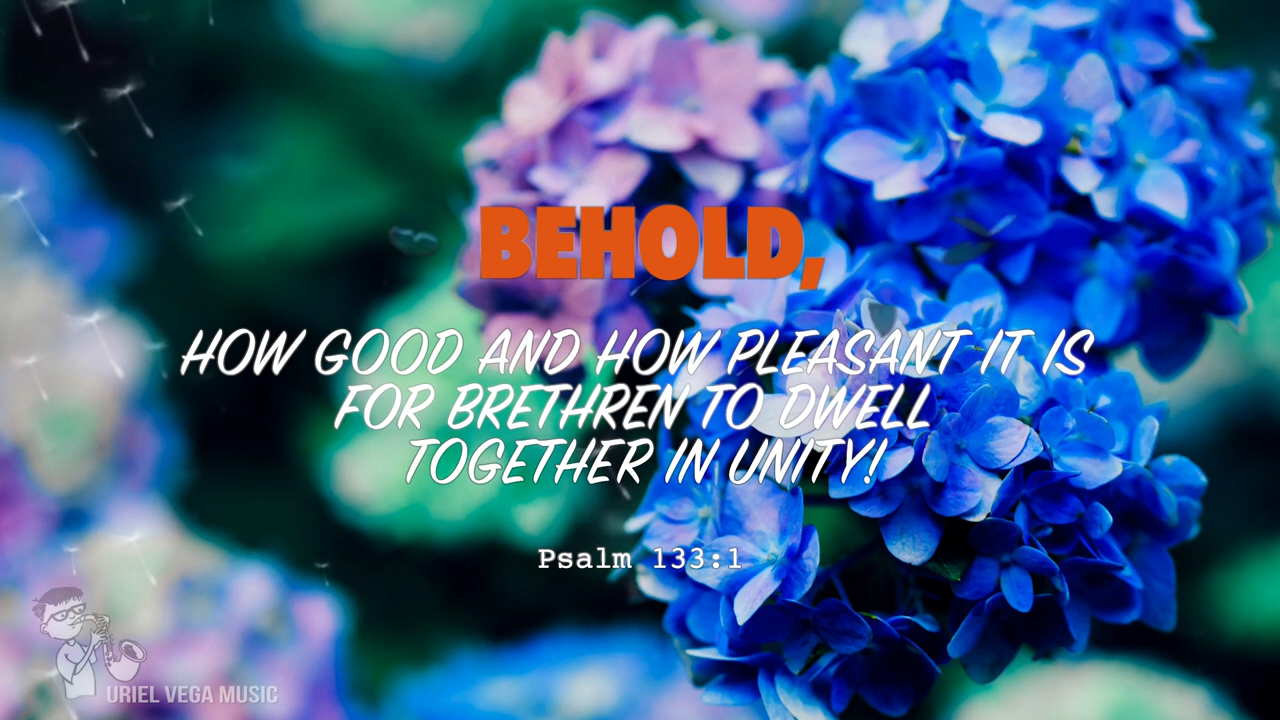 BEHOLD,
HOW GOOD AND HOW PLEASANT IT IS
FOR BRETHREN TO DWELL
TOGETHER IN UNITY!
Psalm 133:1
URIEL VEGA MUSIC